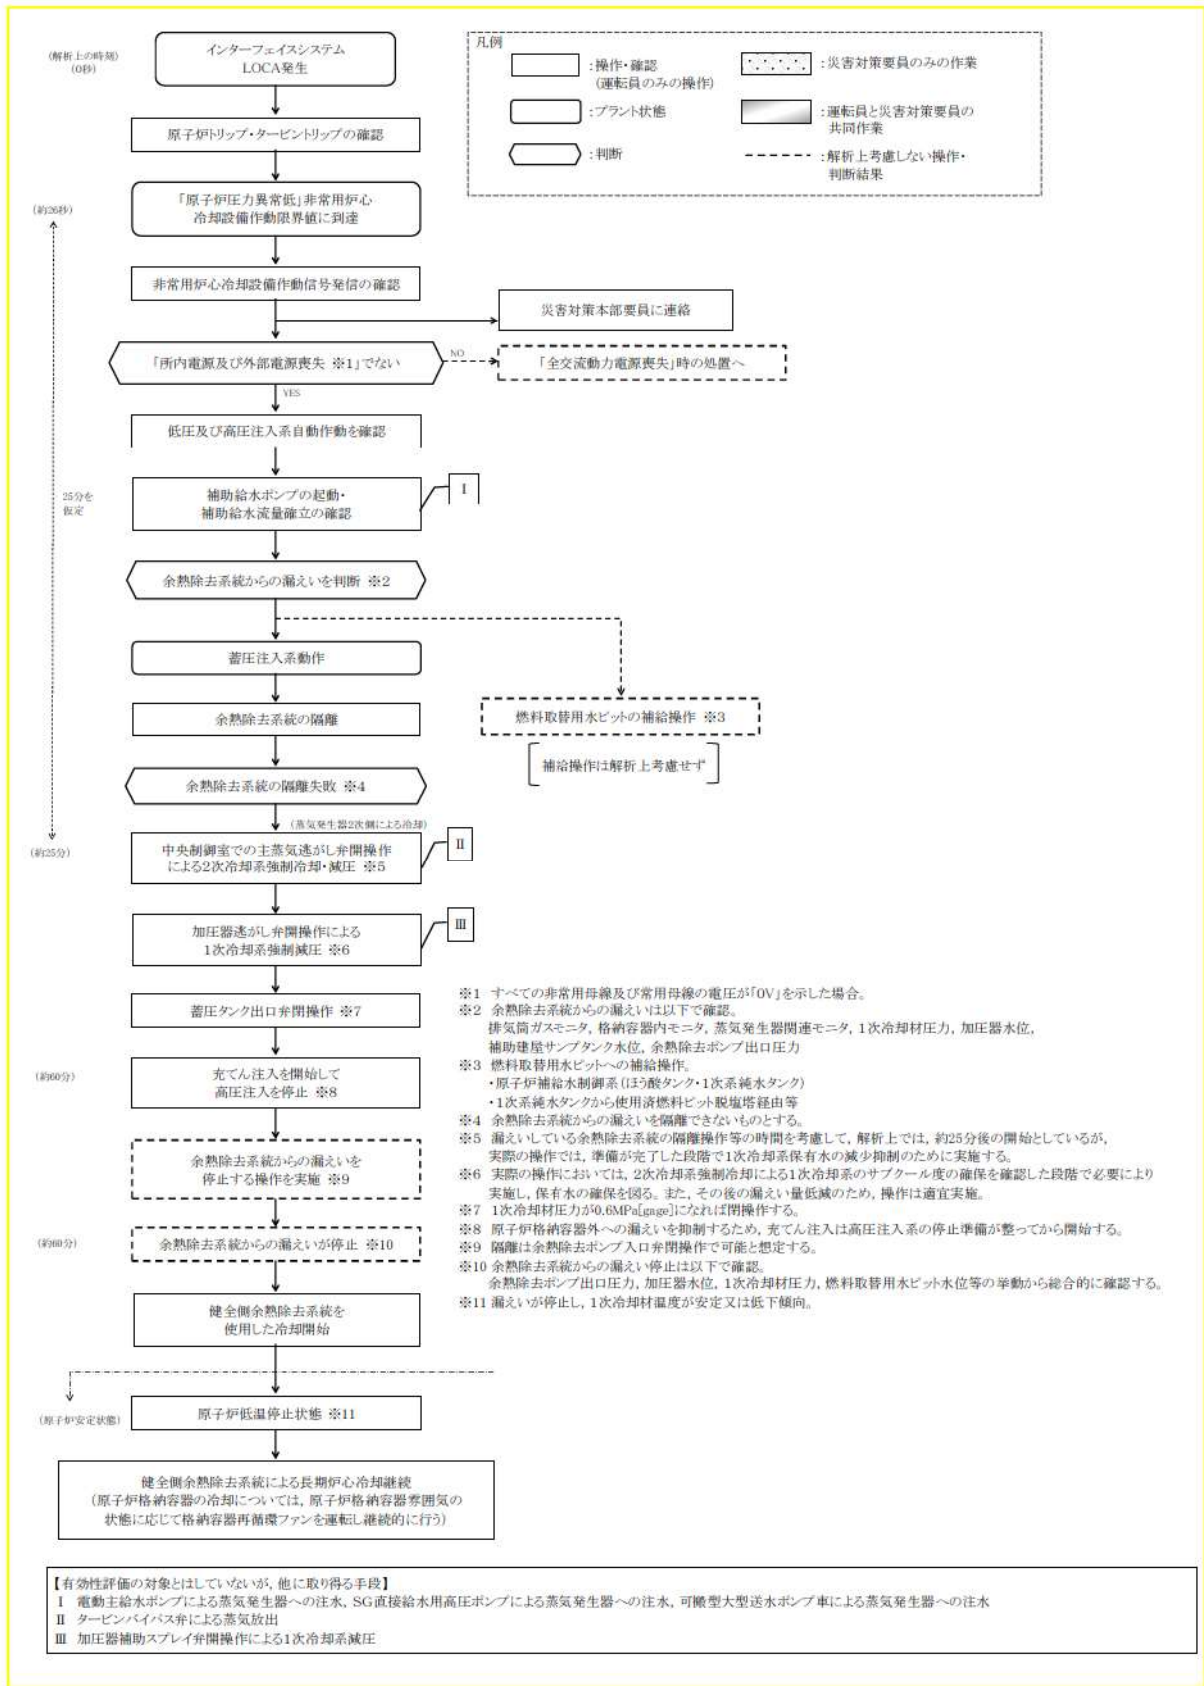 (解析上の時刻)
(0秒)
インターフェイスシステム
LOCA発生
凡例
:操作・確認
(運転員のみの操作)
:災害対策要員のみの作業
:プラント状態
:運転員と災害対策要員の
共同作業
:判断
:解析上考慮しない操作・
判断結果
原子炉トリップ・タービントリップの確認
(約26秒)
「原子炉圧力異常低」非常用炉心
冷却設備作動限界値に到達
非常用炉心冷却設備作動信号発信の確認
災害対策本部要員に連絡
「所内電源及び外部電源喪失 ※1」でない
NO
「全交流動力電源喪失」時の処置へ
YES
低圧及び高圧注入系自動作動を確認
25分を
仮定
補助給水ポンプの起動・
補助給水流量確立の確認
Ⅰ
余熱除去系統からの漏えいを判断 ※2
蓄圧注入系動作
余熱除去系統の隔離
燃料取替用水ピットの補給操作 ※3
補給操作は解析上考慮せず
余熱除去系統の隔離失敗 ※4
(蒸気発生器2次側による冷却)
(約25分)
中央制御室での主蒸気逃がし弁開操作
による2次冷却系強制冷却・減圧 ※5
Ⅱ
加圧器逃がし弁開操作による
1次冷却系強制減圧 ※6
Ⅲ
蓄圧タンク出口弁閉操作 ※7
(約60分)
充てん注入を開始して
高圧注入を停止 ※8
余熱除去系統からの漏えいを
停止する操作を実施 ※9
(約60分)
余熱除去系統からの漏えいが停止 ※10
健全側余熱除去系統を
使用した冷却開始
(原子炉安定状態)
原子炉低温停止状態 ※11
健全側余熱除去系統による長期炉心冷却継続
(原子炉格納容器の冷却については, 原子炉格納容器雰囲気の
状態に応じて格納容器再循環ファンを運転し継続的に行う)
※1 すべての非常用母線及び常用母線の電圧が「0V」を示した場合。
※2 余熱除去系統からの漏えいは以下で確認。
排気筒ガスモニタ, 格納容器内モニタ, 蒸気発生器関連モニタ, 1次冷却材圧力, 加圧器水位,
補助建屋サンプタンク水位, 余熱除去ポンプ出口圧力
※3 燃料取替用水ピットへの補給操作。
・原子炉補給水制御系(ほう酸タンク・1次系純水タンク)
・1次系純水タンクから使用済燃料ピット脱塩塔経由等
※4 余熱除去系統からの漏えいを隔離できないものとする。
※5 漏えいしている余熱除去系統の隔離操作等の時間を考慮して, 解析上では, 約25分後の開始としているが,
実際の操作では, 準備が完了した段階で1次冷却系保有水の減少抑制のために実施する。
※6 実際の操作においては, 2次冷却系強制冷却による1次冷却系のサブクール度の確保を確認した段階で必要により
実施し, 保有水の確保を図る。また, その後の漏えい量低減のため, 操作は適宜実施。
※7 1次冷却材圧力が0.6MPa[gage]になれば閉操作する。
※8 原子炉格納容器外への漏えいを抑制するため, 充てん注入は高圧注入系の停止準備が整ってから開始する。
※9 隔離は余熱除去ポンプ入口弁閉操作で可能と想定する。
※10 余熱除去系統からの漏えい停止は以下で確認。
余熱除去ポンプ出口圧力, 加圧器水位, 1次冷却材圧力, 燃料取替用水ピット水位等の挙動から総合的に確認する。
※11 漏えいが停止し, 1次冷却材温度が安定又は低下傾向。
【有効性評価の対象とはしていないが, 他に取り得る手段】
Ⅰ 電動主給水ポンプによる蒸気発生器への注水, SG直接給水用高圧ポンプによる蒸気発生器への注水, 可搬型大型送水ポンプ車による蒸気発生器への注水
Ⅱ タービンバイパス弁による蒸気放出
Ⅲ 加圧器補助スプレイ弁開操作による1次冷却系減圧